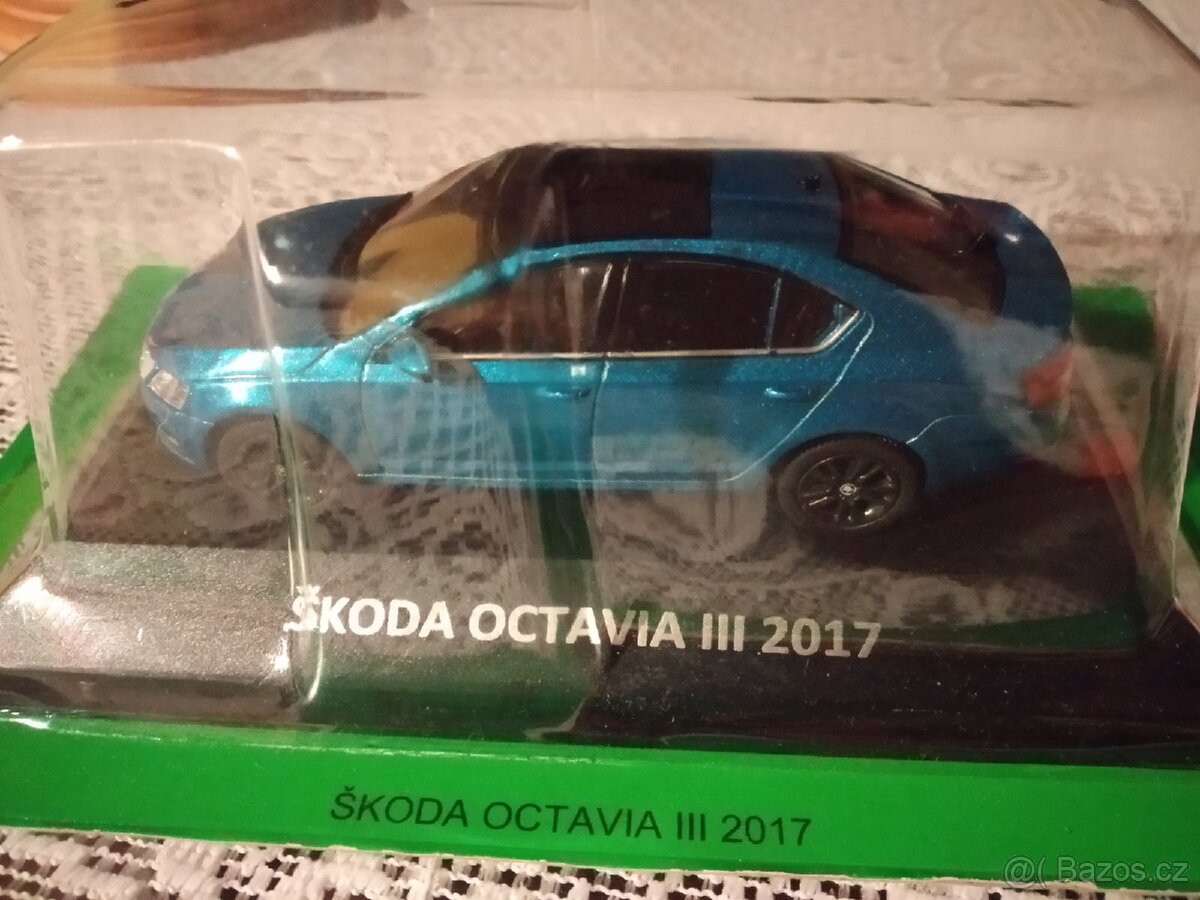 ŠKODA OCTAVIA III 2017
ŠKODA OCTAVIA III 2017
@( Bazos.cz